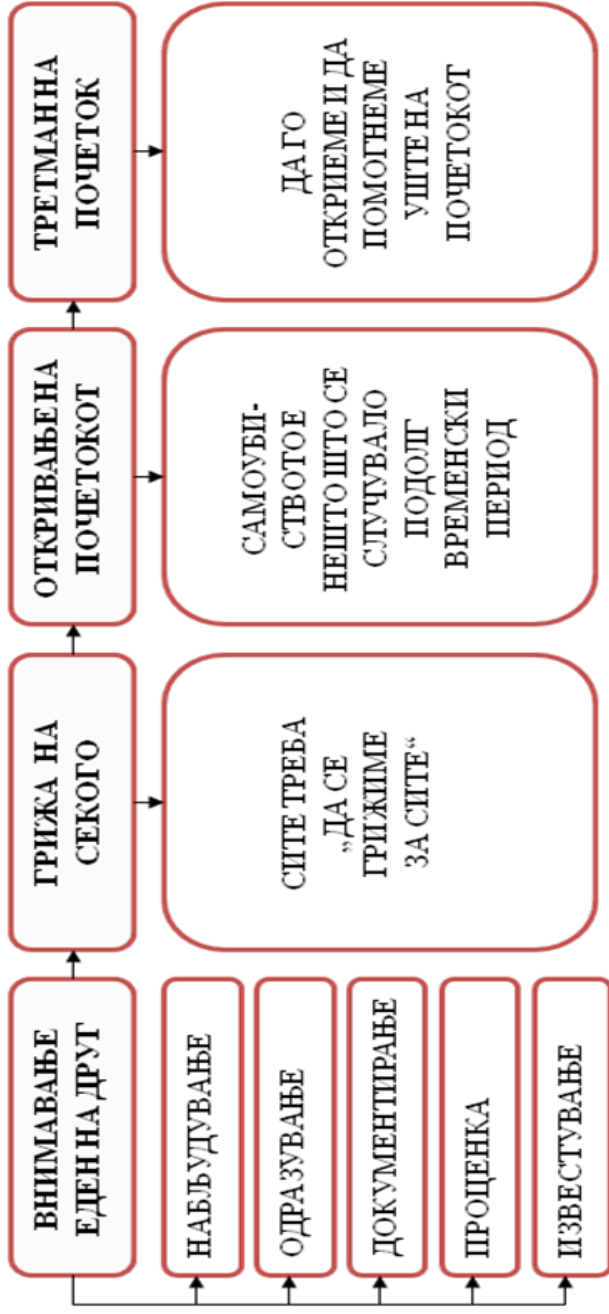 ВНИМАВАЊЕ
ЕДЕН НА ДРУГ
НАБЉУДУВАЊЕ
ОДРАЗУВАЊЕ
ДОКУМЕНТИРАЊЕ
ПРОЦЕНКА
ИЗВЕСТУВАЊЕ
ГРИЖА НА
СЕКОГО
СИТЕ ТРЕБА
„ДА СЕ
ГРИЖИМЕ
ЗА СИТЕ“
ОТКРИВАЊЕ НА
ПОЧЕТОКОТ
САМОУБИ-
СТВОТО Е
НЕШТО ШТО СЕ
СЛУЧУВАЛО
ПОДОЛГ
ВРЕМЕНСКИ
ПЕРИОД
ТРЕТМАН НА
ПОЧЕТОК
ДА ГО
ОТКРИЕМЕ И ДА
ПОМОГНЕМЕ
УШТЕ НА
ПОЧЕТОКОТ